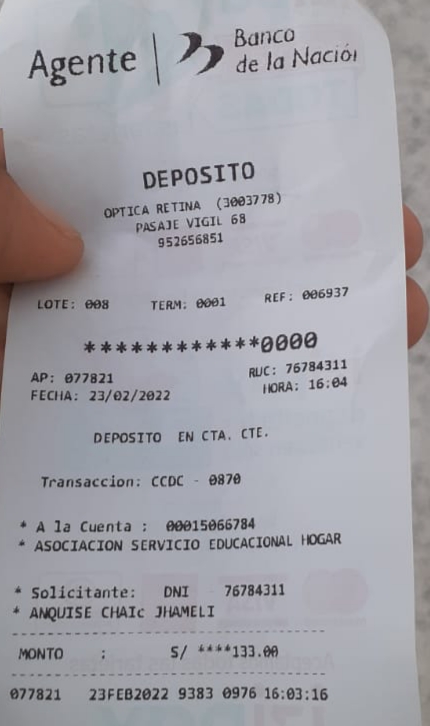 Agente | Banco
de la Nación
DEPOSITO
OPTICA RETINA (3003778)
PASAJE VIGIL 68
952656851
LOTE: 008 TERM: 0001 REF: 006937
************0000
AP: 077821 RUC: 76784311
FECHA: 23/02/2022 HORA: 16:04
DEPOSITO EN CTA. CTE.
Transaccion: CCDC - 0870
* A la Cuenta : 00015066784
* ASOCIACION SERVICIO EDUCACIONAL HOGAR
* Solicitante: DNI 76784311
* ANQUISE CHAIc JHAMELI
MONTO : S/ ****133.00
077821 23FEB2022 9383 0976 16:03:16